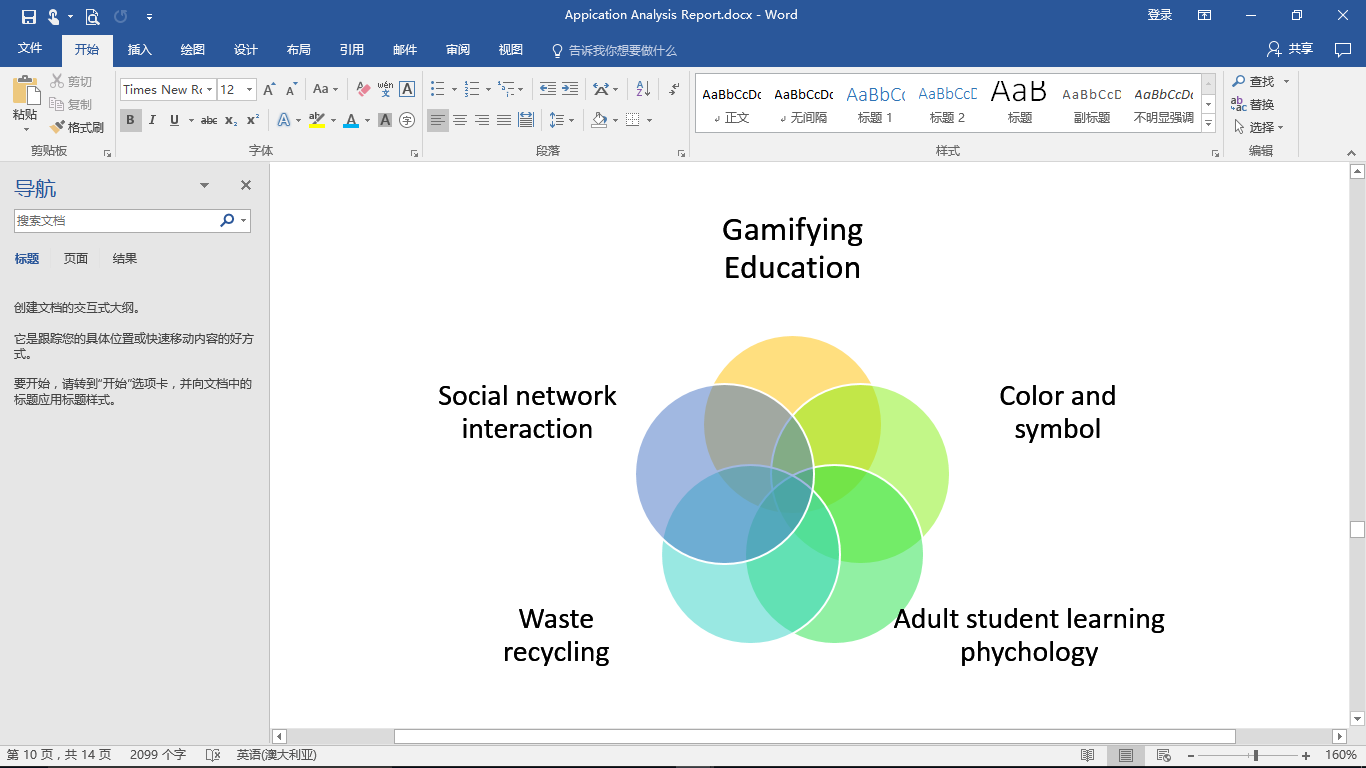 Appication Analysis Report.docx - Word
登录
文件 开始 插入 绘图 设计 布局 引用 邮件 审阅 视图 告诉我你想要做什么 共享
剪切
复制
格式刷
粘贴
剪贴板
Times New Ro 12
字体
段落
AaBbCcDc AaBbCcDc AaBbCc AaBbCcD AaB AaBbCcD AaBbCcDc
正文 无间隔 标题 1 标题 2 标题 副标题 不明显强调
样式
查找
替换
选择
编辑
导航
搜索文档
标题 页面 结果
创建文档的交互式大纲。
它是跟踪您的具体位置或快速移动内容的好方
式。
要开始，请转到“开始”选项卡，并向文档中的
标题应用标题样式。
Gamifying
Education
Social network
interaction
Color and
symbol
Waste
recycling
Adult student learning
phychology
第 10 页，共 14 页 2099 个字 英语(澳大利亚) 160%